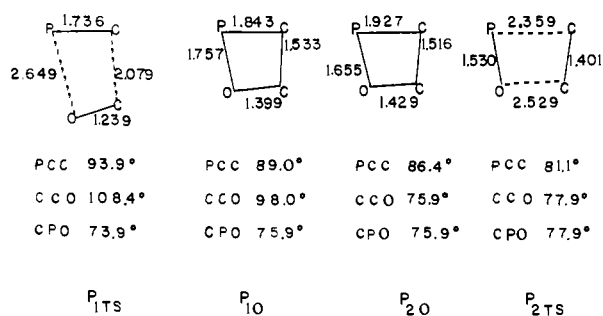 1.736 1.843 1.927 2.359
P C P C P C P C
2.649 2.079 1.757 1.533 1.655 1.516 1.530 1.401
O C O C O C O C
1.239 1.399 1.429 2.529
PCC 93.9° PCC 89.0° PCC 86.4° PCC 81.1°
CCO 108.4° CCO 98.0° CCO 75.9° CCO 77.9°
CPO 73.9° CPO 75.9° CPO 75.9° CPO 77.9°
P1TS P10 P20 P2TS